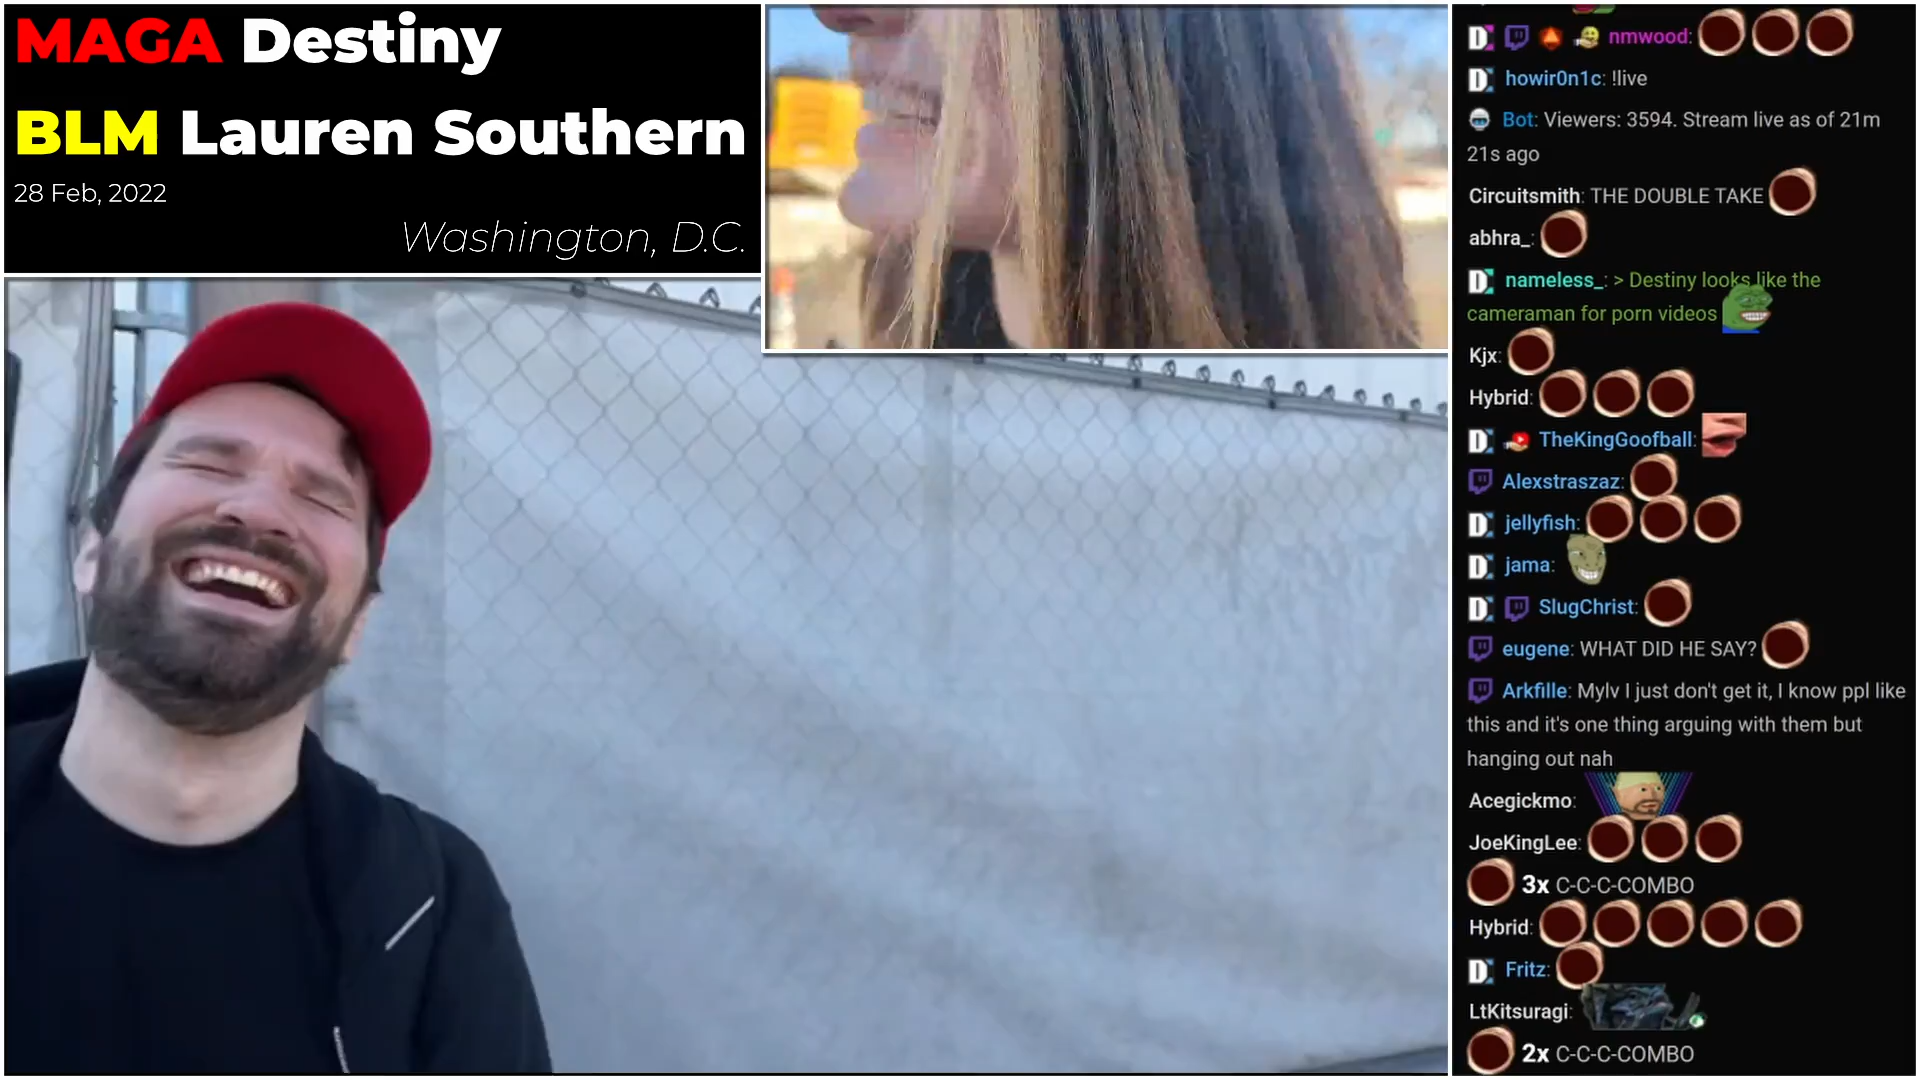 MAGA Destiny
BLM Lauren Southern
28 Feb, 2022
Washington, D.C.
nmwood:
howir0n1c: !live
Bot: Viewers: 3594. Stream live as of 21m
21s ago
Circuitsmith: THE DOUBLE TAKE
abhra_:
nameless_: > Destiny looks like the
cameraman for porn videos
Kjx:
Hybrid:
TheKingGoofball:
Alexstraszaz:
jellyfish:
jama:
SlugChrist:
eugene: WHAT DID HE SAY?
Arkfille: Mylv I just don't get it, I know ppl like
this and it's one thing arguing with them but
hanging out nah
Acegickmo:
JoeKingLee:
3x C-C-C-COMBO
Hybrid:
Fritz:
LtKitsuragi:
2x C-C-C-COMBO